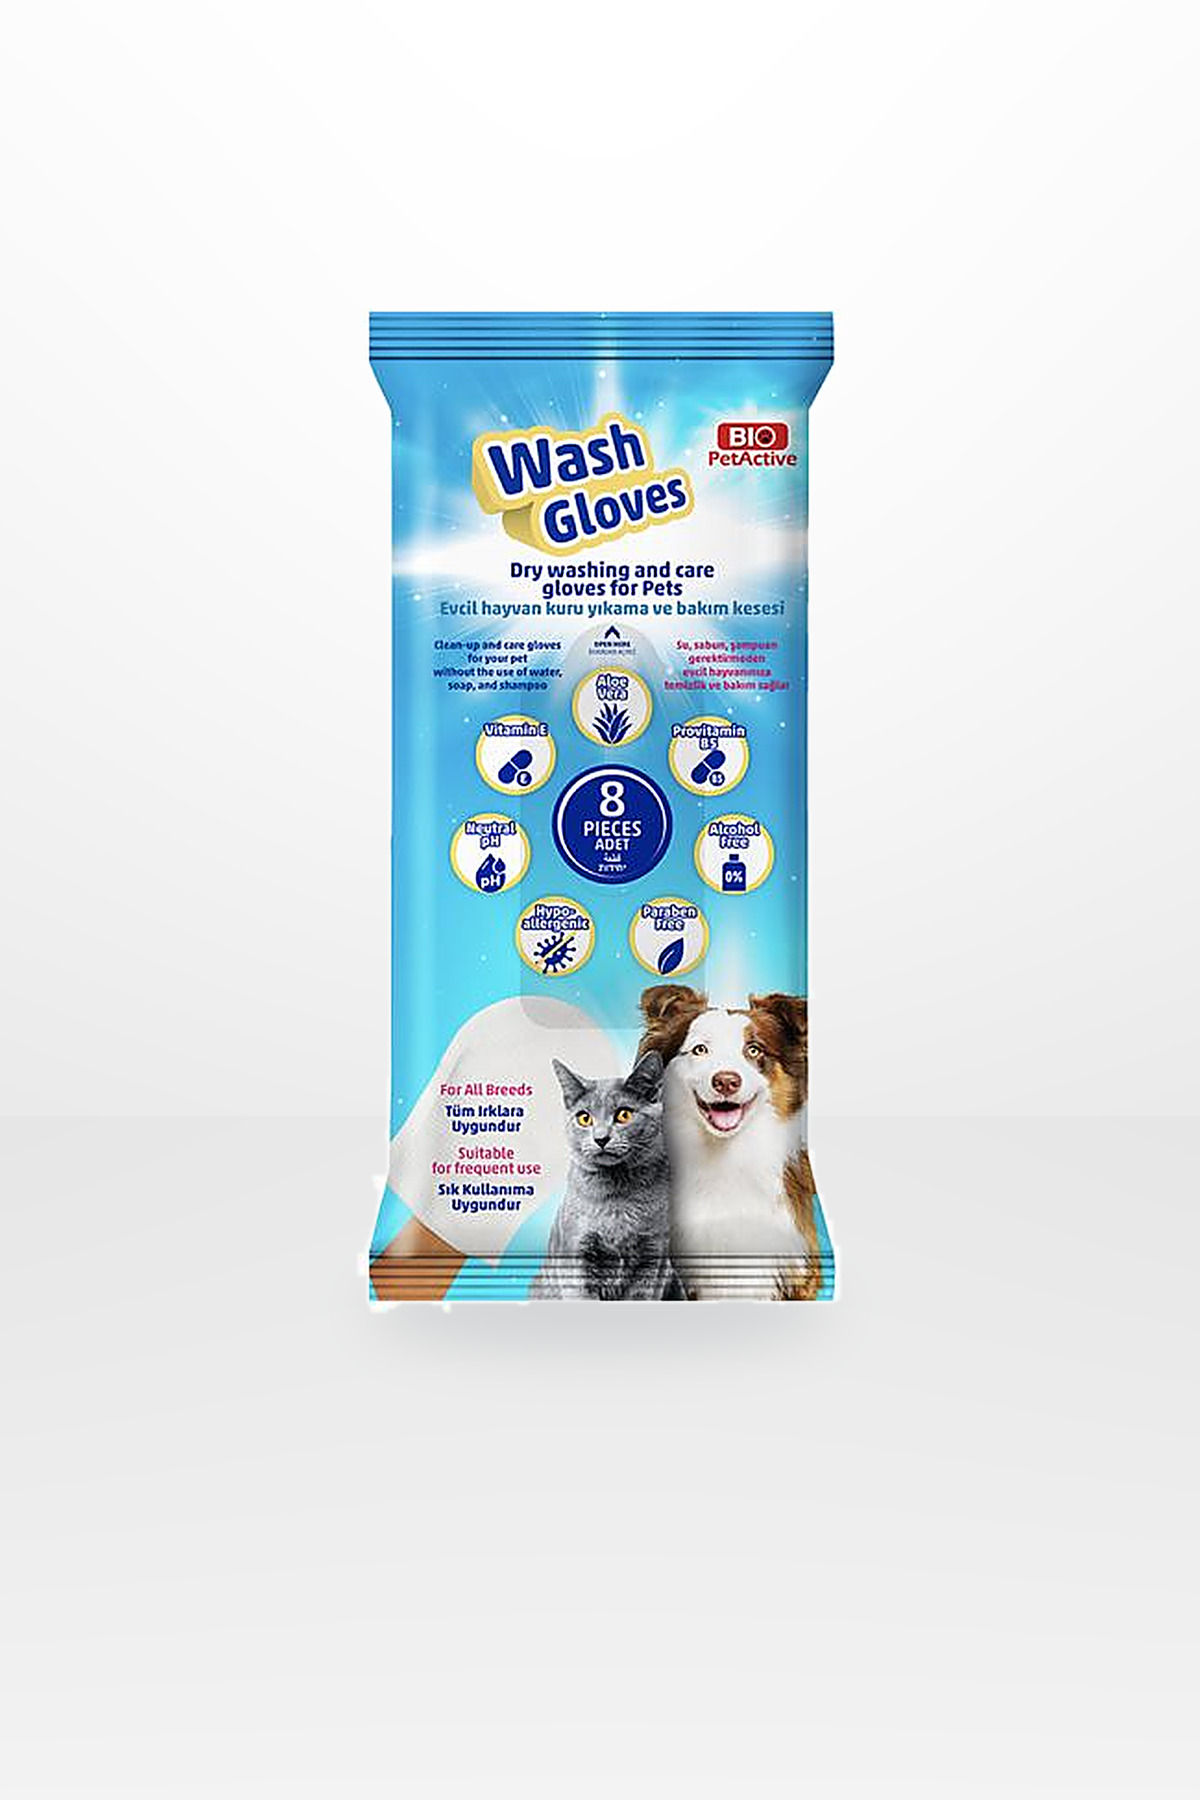 Wash
Gloves
BIO
PetActive
Dry washing and care
gloves for Pets
Evcil hayvan kuru yıkama ve bakım kesesi
OPEN HERE
Clean-up and care gloves
for your pet
without the use of water,
soap, and shampoo
Su, sabun, şampuan
gerektirmeden
evcil hayvanınıza
temizlik ve bakım sağlar
Aloe
Vera
Vitamin E
E
Provitamin
B5
B5
8
PIECES
ADET
Neutral
pH
pH
Alcohol
Free
0%
Hypo-
allergenic
Paraben
Free
For All Breeds
Tüm Irklara
Uygundur
Suitable
for frequent use
Sık Kullanıma
Uygundur